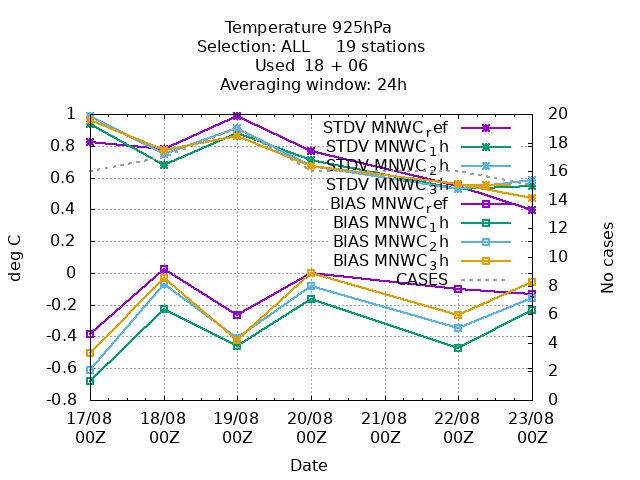 Temperature 925hPa
Selection: ALL 19 stations
Used 18 + 06
Averaging window: 24h
STDV MNWC_ref
STDV MNWC_1h
STDV MNWC_2h
STDV MNWC_3h
BIAS MNWC_ref
BIAS MNWC_1h
BIAS MNWC_2h
BIAS MNWC_3h
CASES
1
0.8
0.6
0.4
0.2
0
-0.2
-0.4
-0.6
-0.8
deg C
20
18
16
14
12
10
8
6
4
2
0
No cases
17/08 18/08 19/08 20/08 21/08 22/08 23/08
00Z 00Z 00Z 00Z 00Z 00Z 00Z
Date